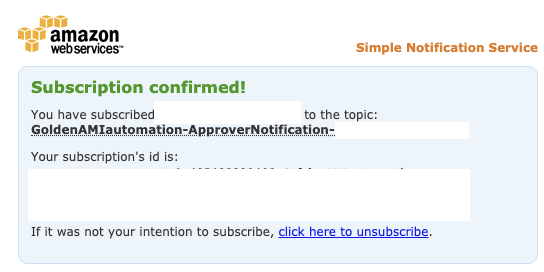 amazon
webservices™
Simple Notification Service
Subscription confirmed!
You have subscribed to the topic:
GoldenAMIautomation-ApproverNotification-
Your subscription's id is:
If it was not your intention to subscribe, click here to unsubscribe.